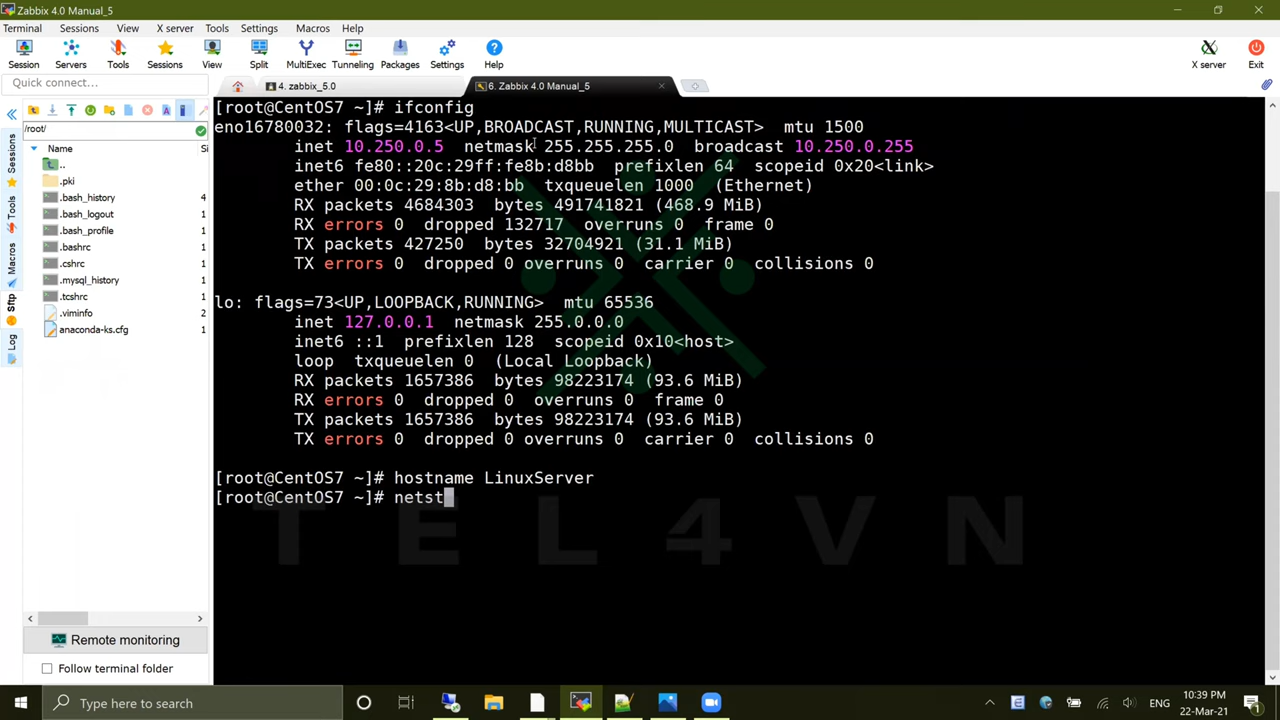 Zabbix 4.0 Manual_5
Terminal Sessions View X server Tools Settings Macros Help
Session Servers Tools Sessions View Split MultiExec Tunneling Packages Settings Help X server Exit
Quick connect...
4. zabbix_5.0
6. Zabbix 4.0 Manual_5
/root/
Name Si
..
.pki
.bash_history 4
.bash_logout 1
.bash_profile 1
.bashrc 1
.cshrc 1
.mysql_history 1
.tcshrc 1
.viminfo 2
anaconda-ks.cfg 1
Sessions
Tools
Macros
Sftp
Log
Remote monitoring
Follow terminal folder
[root@CentOS7 ~]# ifconfig
eno16780032: flags=4163<UP,BROADCAST,RUNNING,MULTICAST>  mtu 1500
        inet 10.250.0.5  netmask 255.255.255.0  broadcast 10.250.0.255
        inet6 fe80::20c:29ff:fe8b:d8bb  prefixlen 64  scopeid 0x20<link>
        ether 00:0c:29:8b:d8:bb  txqueuelen 1000  (Ethernet)
        RX packets 4684303  bytes 491741821 (468.9 MiB)
        RX errors 0  dropped 132717  overruns 0  frame 0
        TX packets 427250  bytes 32704921 (31.1 MiB)
        TX errors 0  dropped 0 overruns 0  carrier 0  collisions 0
lo: flags=73<UP,LOOPBACK,RUNNING>  mtu 65536
        inet 127.0.0.1  netmask 255.0.0.0
        inet6 ::1  prefixlen 128  scopeid 0x10<host>
        loop  txqueuelen 0  (Local Loopback)
        RX packets 1657386  bytes 98223174 (93.6 MiB)
        RX errors 0  dropped 0  overruns 0  frame 0
        TX packets 1657386  bytes 98223174 (93.6 MiB)
        TX errors 0  dropped 0 overruns 0  carrier 0  collisions 0
[root@CentOS7 ~]# hostname LinuxServer
[root@CentOS7 ~]# netst
TEL4VN
Type here to search
ENG
10:39 PM
22-Mar-21